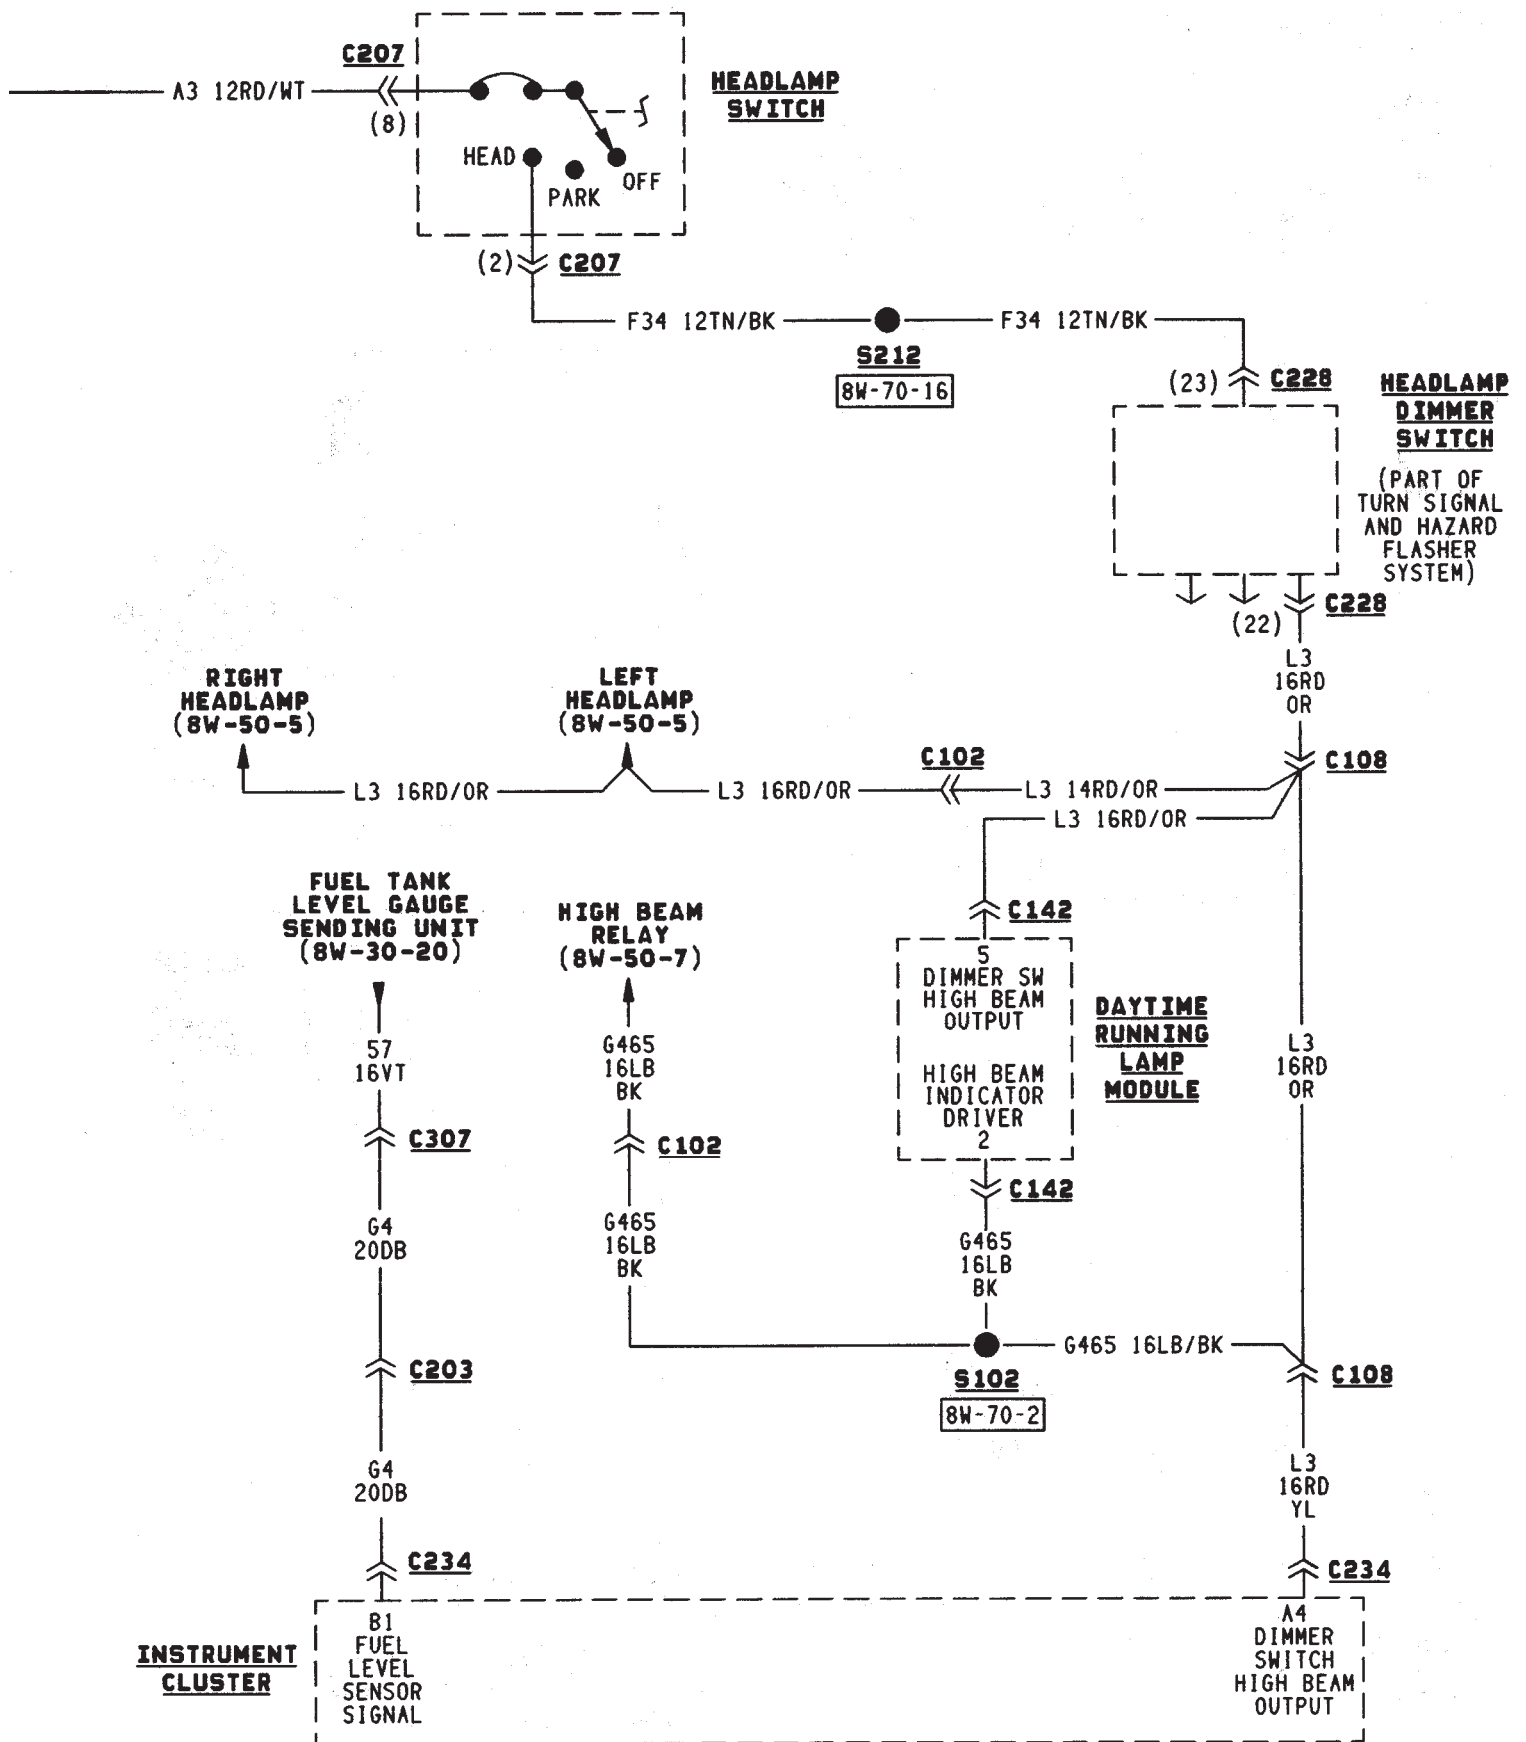 C207
A3 12RD/WT
(8)
HEADLAMP
SWITCH
HEAD
PARK
OFF
(2)
C207
F34 12TN/BK
F34 12TN/BK
S212
8W-70-16
(23)
C228
HEADLAMP
DIMMER
SWITCH
(PART OF
TURN SIGNAL
AND HAZARD
FLASHER
SYSTEM)
C228
(22)
L3
16RD
OR
RIGHT
HEADLAMP
(8W-50-5)
LEFT
HEADLAMP
(8W-50-5)
C102
C108
L3 16RD/OR
L3 16RD/OR
L3 14RD/OR
L3 16RD/OR
FUEL TANK
LEVEL GAUGE
SENDING UNIT
(8W-30-20)
HIGH BEAM
RELAY
(8W-50-7)
C142
5
DIMMER SW
HIGH BEAM
OUTPUT
HIGH BEAM
INDICATOR
DRIVER
2
DAYTIME
RUNNING
LAMP
MODULE
57
16VT
G465
16LB
BK
L3
16RD
OR
C307
C102
C142
G4
20DB
G465
16LB
BK
G465
16LB
BK
G465 16LB/BK
S102
8W-70-2
C203
C108
G4
20DB
L3
16RD
YL
C234
C234
INSTRUMENT
CLUSTER
B1
FUEL
LEVEL
SENSOR
SIGNAL
A4
DIMMER
SWITCH
HIGH BEAM
OUTPUT